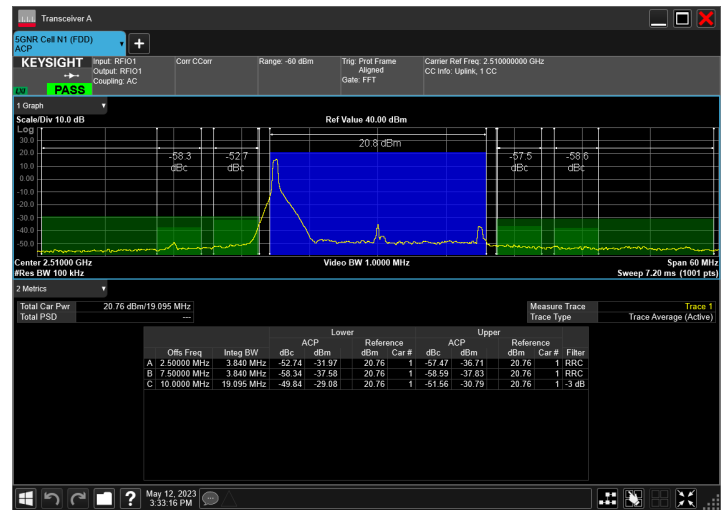 Transceiver A
5GNR Cell N1 (FDD)
ACP
KEYSIGHT
LXI
PASS
Input: RFIO1
Output: RFIO1
Coupling: AC
Corr CCorr
Range: -60 dBm
Trig: Prot Frame
Aligned
Gate: FFT
Carrier Ref Freq: 2.510000000 GHz
CC Info: Uplink, 1 CC
1 Graph
Scale/Div 10.0 dB
Ref Value 40.00 dBm
Log
30.0
20.0
10.0
0.00
-10.0
-20.0
-30.0
-40.0
-50.0
-58.3
dBc
-52.7
dBc
20.8 dBm
-57.5
dBc
-58.6
dBc
Center 2.51000 GHz
Video BW 1.0000 MHz
Span 60 MHz
#Res BW 100 kHz
Sweep 7.20 ms (1001 pts)
2 Metrics
Total Car Pwr 20.76 dBm/19.095 MHz
Total PSD ---
Measure Trace Trace 1
Trace Type Trace Average (Active)
Lower Upper
ACP Reference ACP Reference
Offs Freq Integ BW dBc dBm dBm Car # dBc dBm dBm Car # Filter
A 2.50000 MHz 3.840 MHz -52.74 -31.97 20.76 1 -57.47 -36.71 20.76 1 RRC
B 7.50000 MHz 3.840 MHz -58.34 -37.58 20.76 1 -58.59 -37.83 20.76 1 RRC
C 10.0000 MHz 19.095 MHz -49.84 -29.08 20.76 1 -51.56 -30.79 20.76 1 -3 dB
May 12, 2023
3:33:16 PM